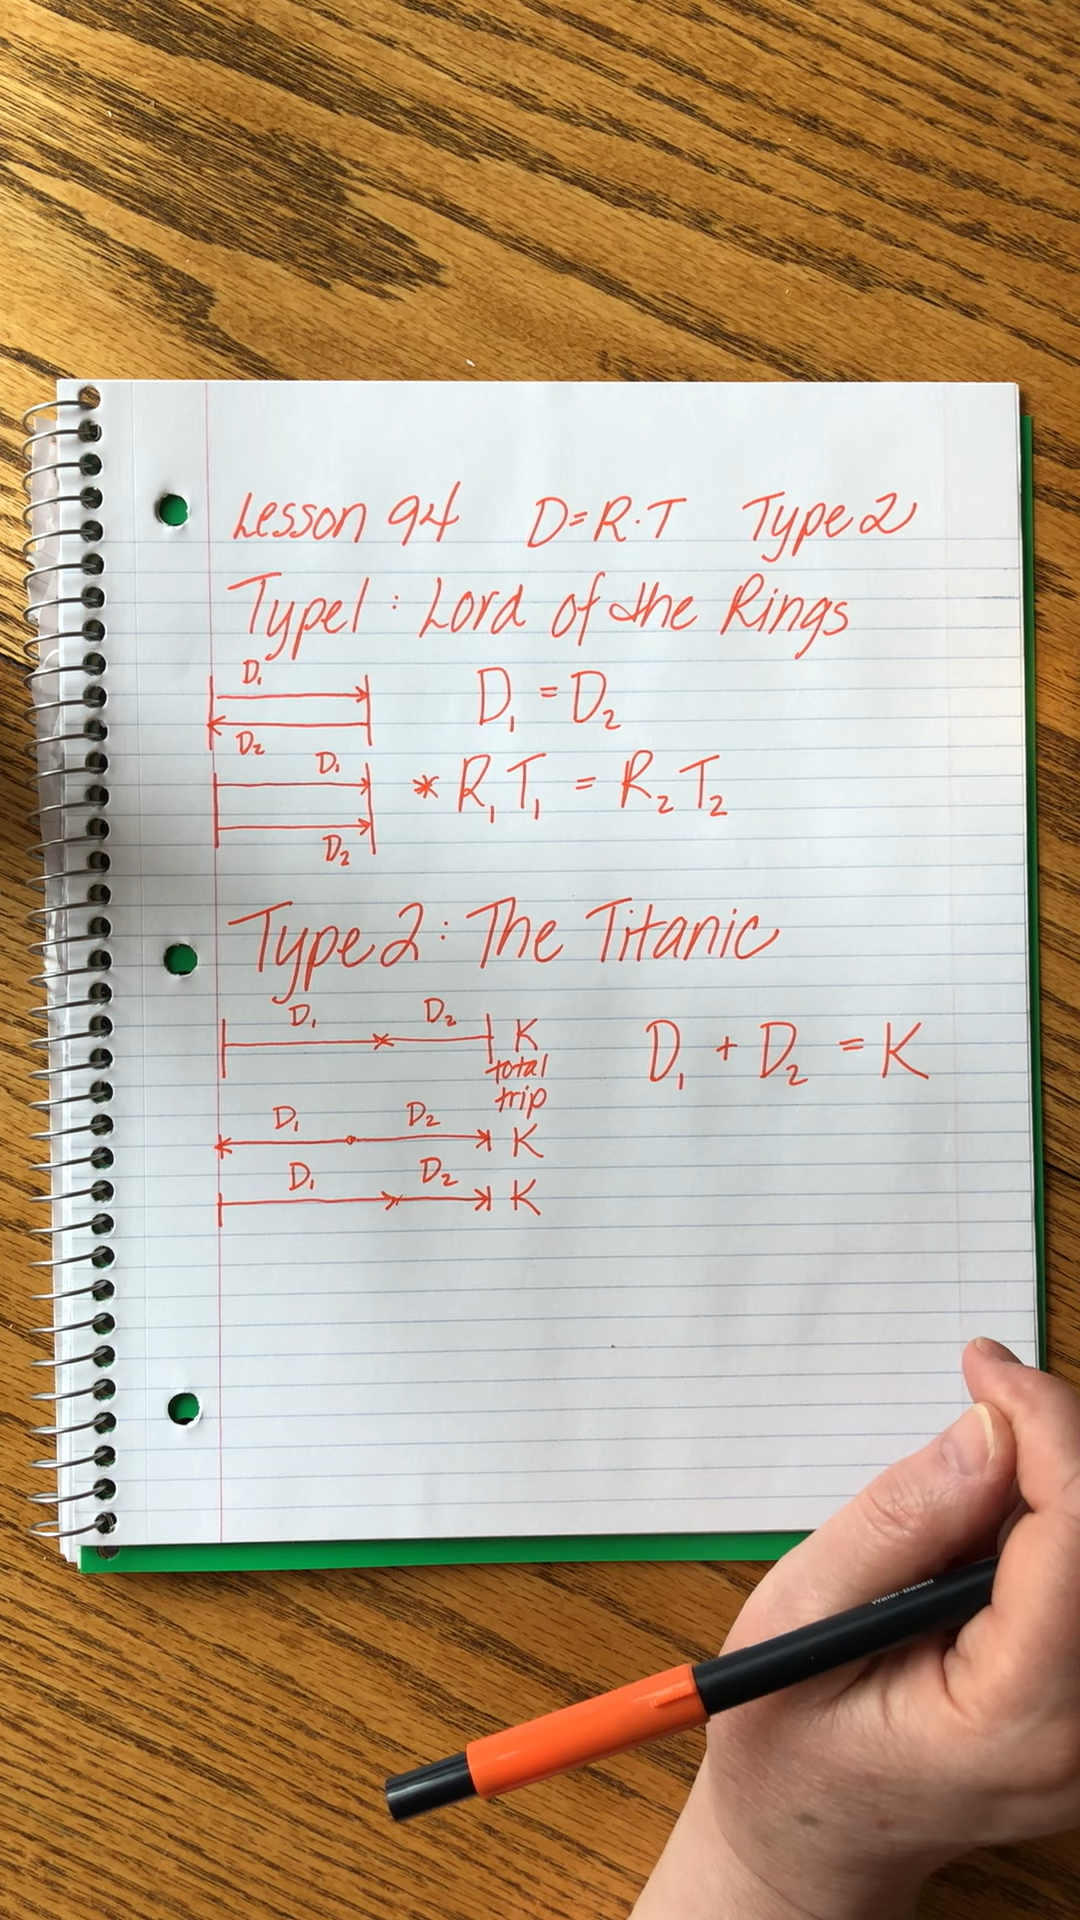 Lesson 94 D=R·T Type 2
Type 1: Lord of the Rings
D₁
D₁ = D₂
D₂
D₁
* R₁T₁ = R₂T₂
D₂
Type 2: The Titanic
D₁ D₂ K
total
trip
D₁ + D₂ = K
D₁ D₂ K
D₁ D₂ K
Water-Based